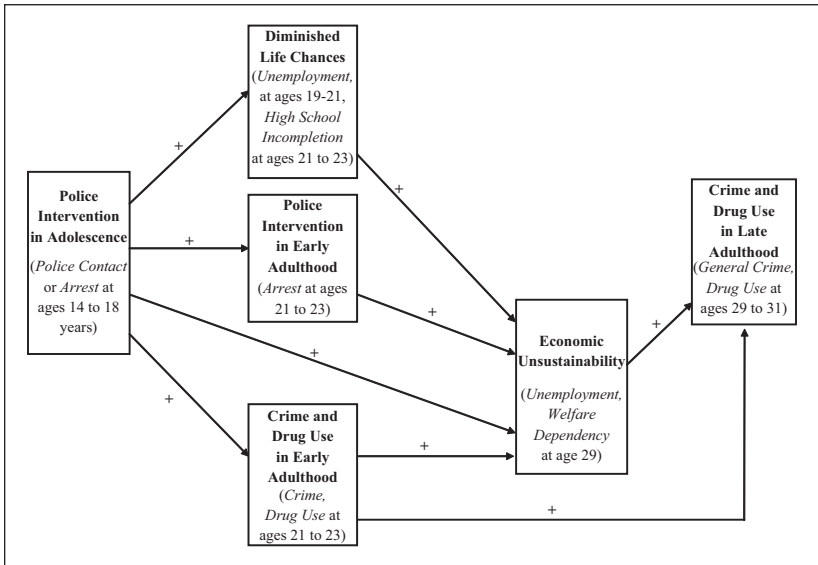 Diminished
Life Chances
(Unemployment,
at ages 19-21,
High School
Incompletion
at ages 21 to 23)
+
+
Police
Intervention
in Adolescence
(Police Contact
or Arrest at
ages 14 to 18
years)
+
Police
Intervention
in Early
Adulthood
(Arrest at ages
21 to 23)
+
+
+
Crime and
Drug Use
in Early
Adulthood
(Crime,
Drug Use at
ages 21 to 23)
+
+
Economic
Unsustainability
(Unemployment,
Welfare
Dependency
at age 29)
+
Crime and
Drug Use
in Late
Adulthood
(General Crime,
Drug Use at
ages 29 to 31)